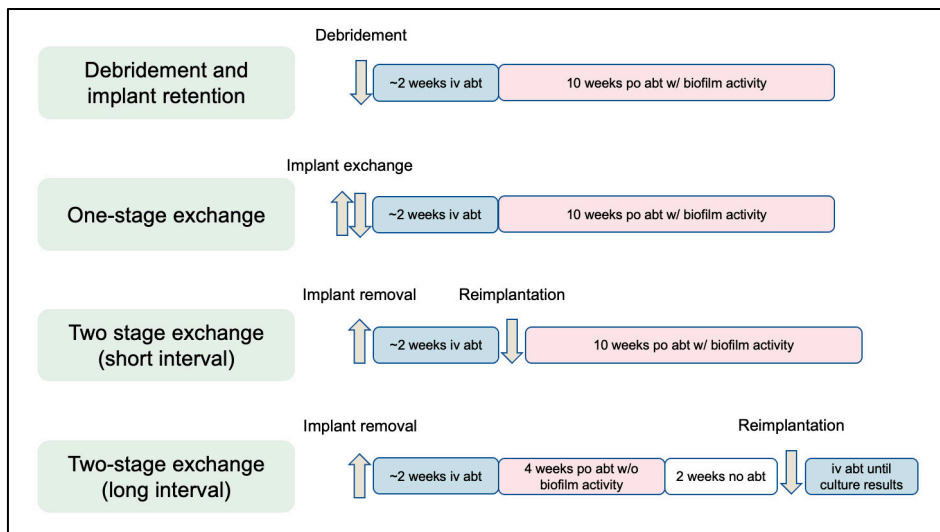 Debridement
Debridement and
implant retention
~2 weeks iv abt
10 weeks po abt w/ biofilm activity
Implant exchange
One-stage exchange
~2 weeks iv abt
10 weeks po abt w/ biofilm activity
Implant removal
Reimplantation
Two stage exchange
(short interval)
~2 weeks iv abt
10 weeks po abt w/ biofilm activity
Implant removal
Reimplantation
Two-stage exchange
(long interval)
~2 weeks iv abt
4 weeks po abt w/o
biofilm activity
2 weeks no abt
iv abt until
culture results